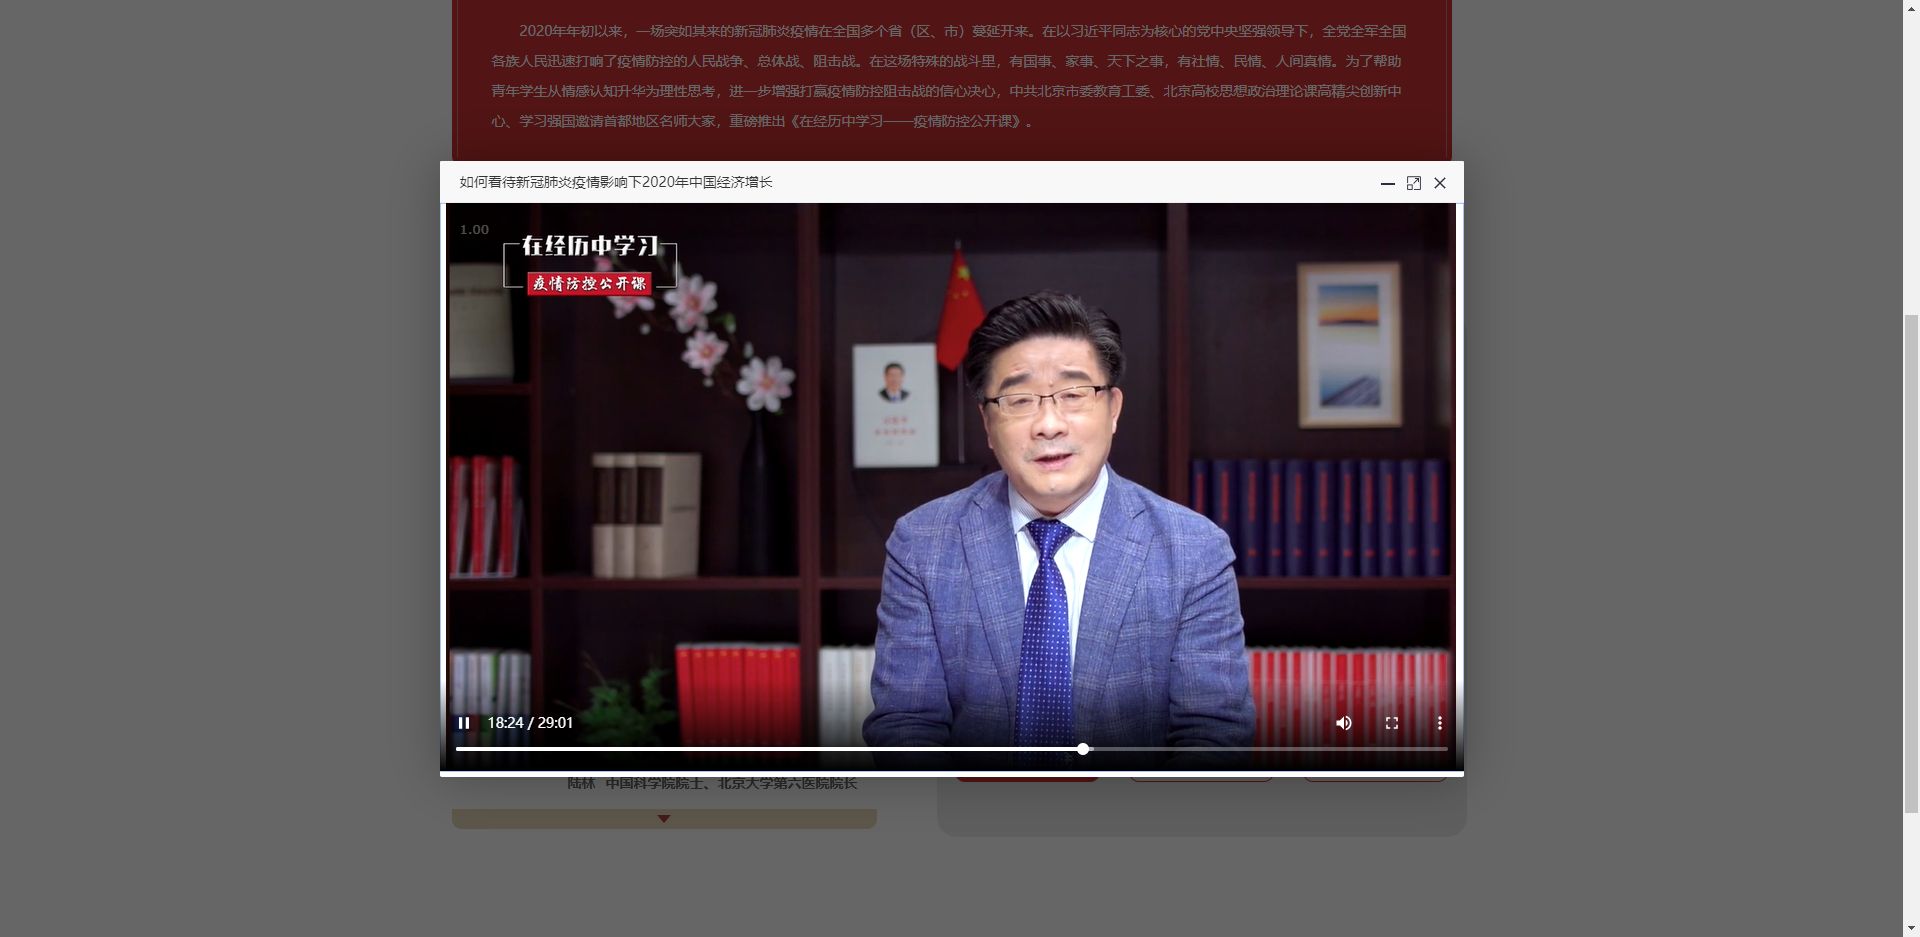 2020年年初以来，一场突如其来的新冠肺炎疫情在全国多个省（区、市）蔓延开来。在以习近平同志为核心的党中央坚强领导下，全党全军全国
各族人民迅速打响了疫情防控的人民战争、总体战、阻击战。在这场特殊的战斗里，有国事、家事、天下之事，有社情、民情、人间真情。为了帮助
青年学生从情感认知升华为理性思考，进一步增强打赢疫情防控阻击战的信心决心，中共北京市委教育工委、北京高校思想政治理论课高精尖创新中
心、学习强国邀请首都地区名师大家，重磅推出《在经历中学习——疫情防控公开课》。
如何看待新冠肺炎疫情影响下2020年中国经济增长
1.00
在经历中学习
疫情防控公开课
18:24 / 29:01
陆林 中国科学院院士、北京大学第六医院院长